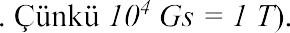 . Çünkü 10⁴ Gs = 1 T).